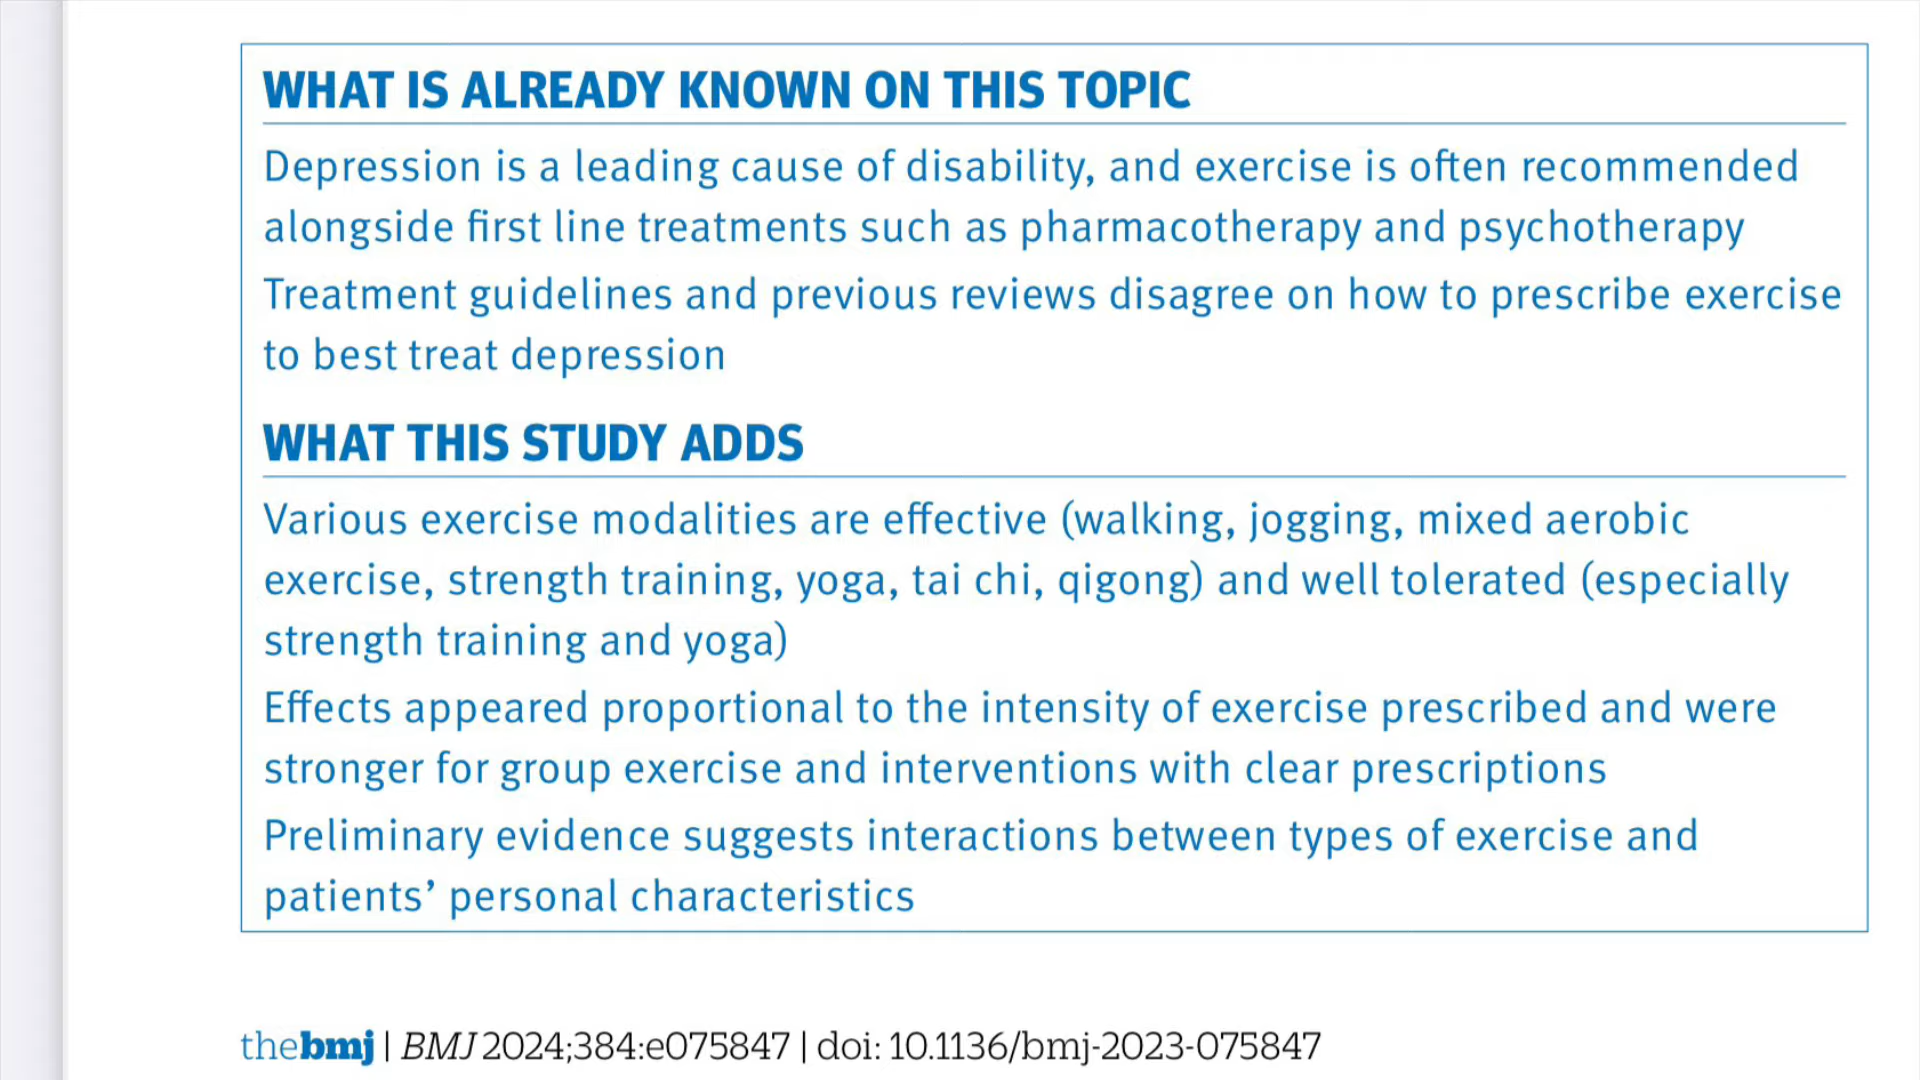 WHAT IS ALREADY KNOWN ON THIS TOPIC
Depression is a leading cause of disability, and exercise is often recommended
alongside first line treatments such as pharmacotherapy and psychotherapy
Treatment guidelines and previous reviews disagree on how to prescribe exercise
to best treat depression
WHAT THIS STUDY ADDS
Various exercise modalities are effective (walking, jogging, mixed aerobic
exercise, strength training, yoga, tai chi, qigong) and well tolerated (especially
strength training and yoga)
Effects appeared proportional to the intensity of exercise prescribed and were
stronger for group exercise and interventions with clear prescriptions
Preliminary evidence suggests interactions between types of exercise and
patients’ personal characteristics
thebmj | BMJ 2024;384:e075847 | doi: 10.1136/bmj-2023-075847